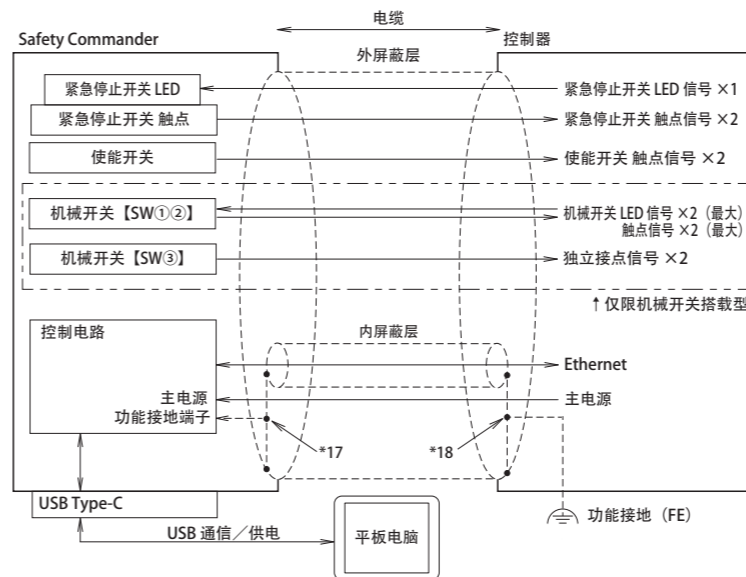 电缆
Safety Commander
控制器
外屏蔽层
紧急停止开关 LED
紧急停止开关 LED 信号 ×1
紧急停止开关 触点
紧急停止开关 触点信号 ×2
使能开关
使能开关 触点信号 ×2
机械开关【SW①②】
机械开关 LED 信号 ×2（最大）
触点信号 ×2（最大）
机械开关【SW③】
独立接点信号 ×2
↑仅限机械开关搭载型
控制电路
内屏蔽层
Ethernet
主电源
主电源
功能接地端子
*17
*18
USB Type-C
功能接地（FE）
USB 通信／供电
平板电脑